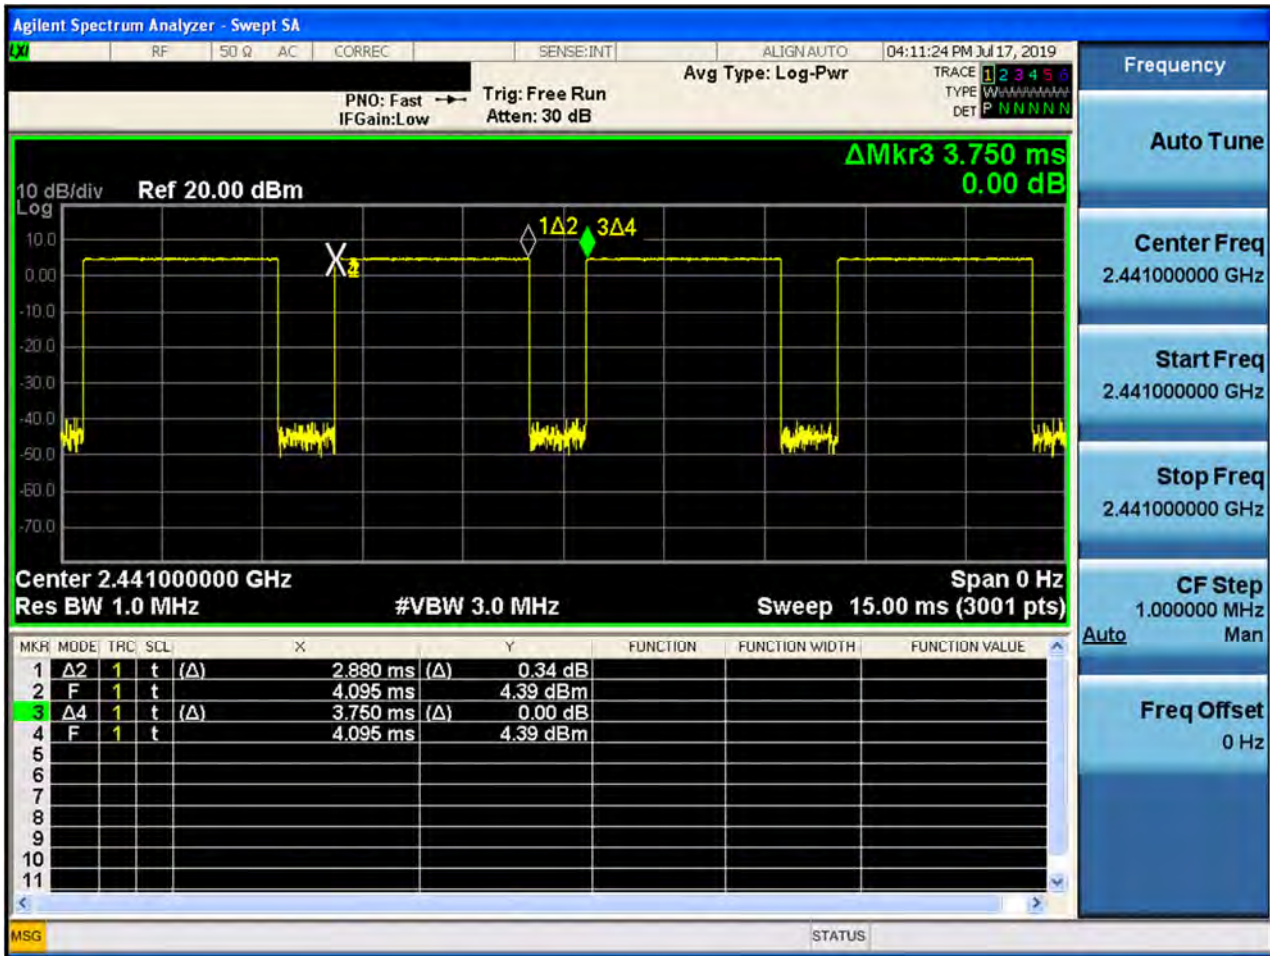 Agilent Spectrum Analyzer - Swept SA
LXI RF 50 Ω AC CORREC SENSE:INT ALIGN AUTO 04:11:24 PM Jul 17, 2019
Avg Type: Log-Pwr
TRACE 1 2 3 4 5 6
PNO: Fast Trig: Free Run
TYPE WWWWWW
IFGain:Low Atten: 30 dB
DET P N N N N N
ΔMkr3 3.750 ms
0.00 dB
10 dB/div Ref 20.00 dBm
Log
1Δ2 3Δ4
10.0
0.00
-10.0
-20.0
-30.0
-40.0
-50.0
-60.0
-70.0
Center 2.441000000 GHz Span 0 Hz
Res BW 1.0 MHz #VBW 3.0 MHz Sweep 15.00 ms (3001 pts)
MKR MODE TRC SCL X Y FUNCTION FUNCTION WIDTH FUNCTION VALUE
1 Δ2 1 t (Δ) 2.880 ms (Δ) 0.34 dB
2 F 1 t 4.095 ms 4.39 dBm
3 Δ4 1 t (Δ) 3.750 ms (Δ) 0.00 dB
4 F 1 t 4.095 ms 4.39 dBm
5
6
7
8
9
10
11
MSG STATUS
Frequency
Auto Tune
Center Freq
2.441000000 GHz
Start Freq
2.441000000 GHz
Stop Freq
2.441000000 GHz
CF Step
1.000000 MHz
Auto Man
Freq Offset
0 Hz